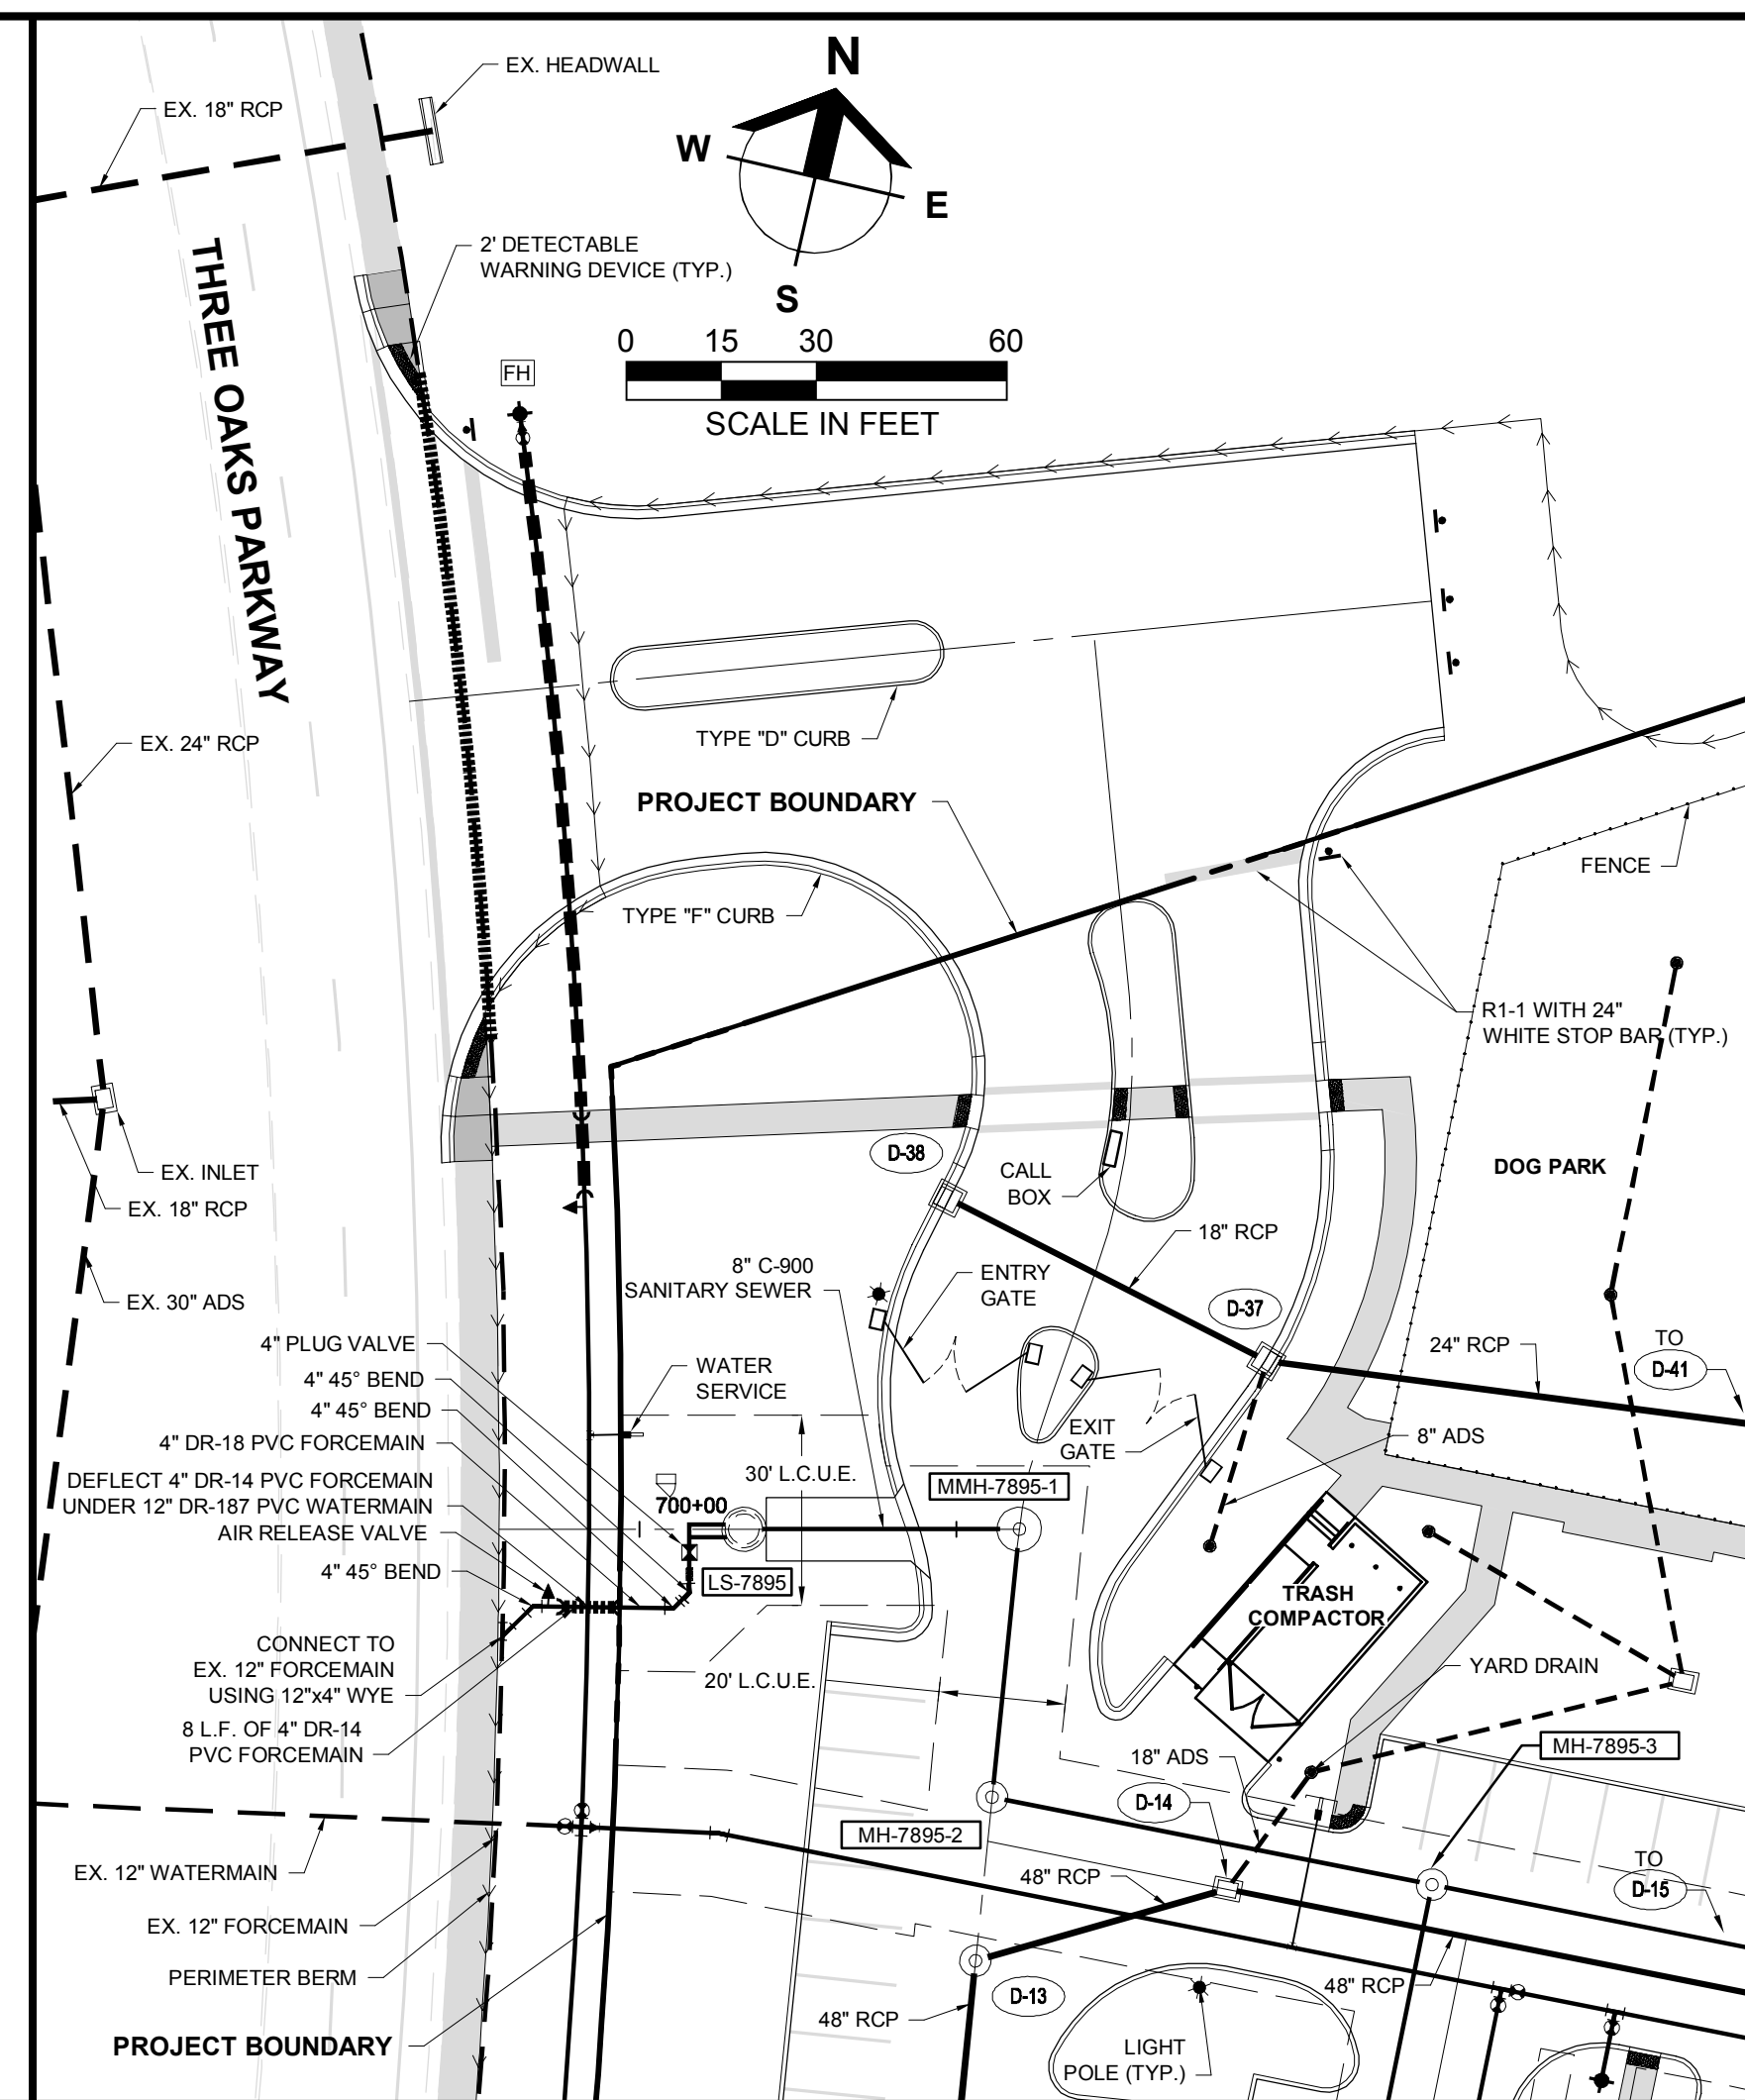 N
EX. HEADWALL
EX. 18" RCP
W
E
S
2' DETECTABLE
WARNING DEVICE (TYP.)
THREE OAKS PARKWAY
0 15 30 60
SCALE IN FEET
FH
EX. 24" RCP
TYPE "D" CURB
PROJECT BOUNDARY
FENCE
TYPE "F" CURB
R1-1 WITH 24"
WHITE STOP BAR (TYP.)
D-38
CALL
BOX
DOG PARK
EX. INLET
EX. 18" RCP
18" RCP
8" C-900
SANITARY SEWER
ENTRY
GATE
EX. 30" ADS
D-37
4" PLUG VALVE
24" RCP
TO
D-41
WATER
SERVICE
4" 45° BEND
4" 45° BEND
4" DR-18 PVC FORCEMAIN
EXIT
GATE
8" ADS
DEFLECT 4" DR-14 PVC FORCEMAIN
UNDER 12" DR-187 PVC WATERMAIN
30' L.C.U.E.
MMH-7895-1
700+00
AIR RELEASE VALVE
4" 45° BEND
LS-7895
TRASH
COMPACTOR
CONNECT TO
EX. 12" FORCEMAIN
USING 12"x4" WYE
20' L.C.U.E.
YARD DRAIN
8 L.F. OF 4" DR-14
PVC FORCEMAIN
18" ADS
MH-7895-3
D-14
MH-7895-2
EX. 12" WATERMAIN
48" RCP
TO
D-15
EX. 12" FORCEMAIN
PERIMETER BERM
48" RCP
D-13
48" RCP
PROJECT BOUNDARY
LIGHT
POLE (TYP.)